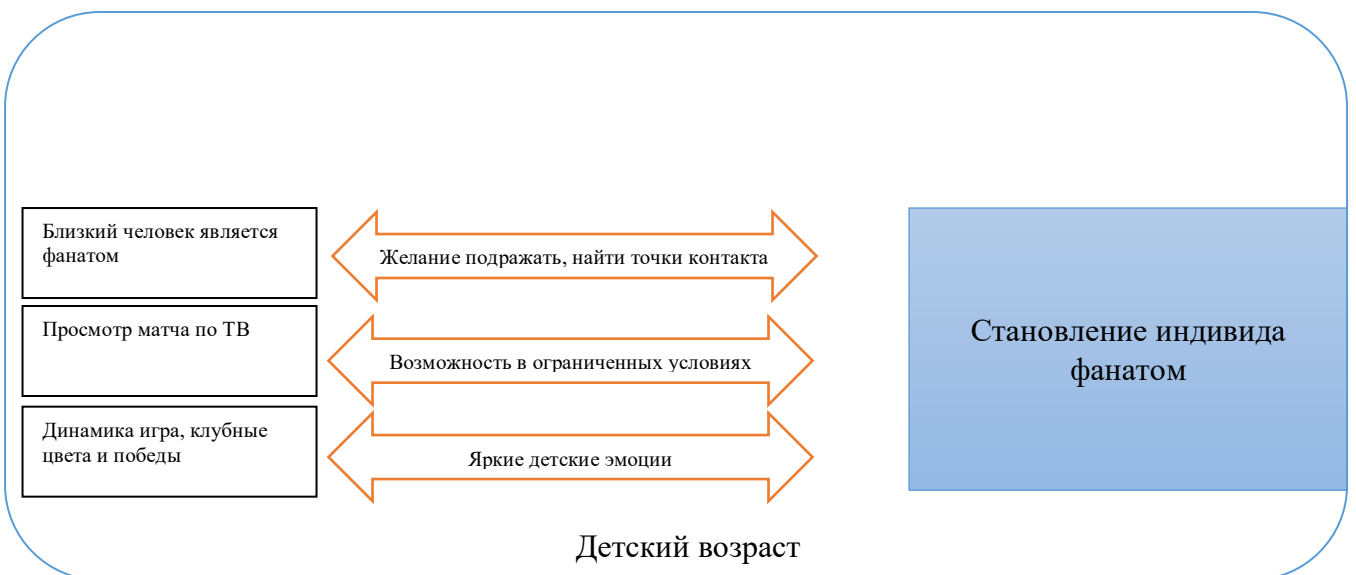 Близкий человек является
фанатом
Желание подражать, найти точки контакта
Просмотр матча по ТВ
Возможность в ограниченных условиях
Динамика игра, клубные
цвета и победы
Яркие детские эмоции
Становление индивида
фанатом
Детский возраст